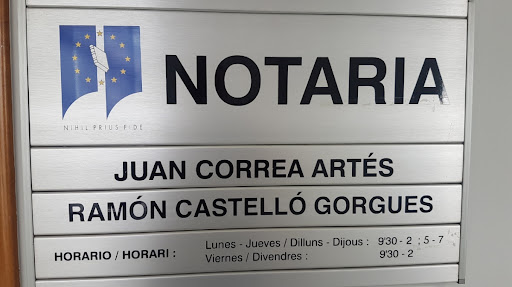 NOTARIA
NIHIL PRIUS FIDE
JUAN CORREA ARTÉS
RAMÓN CASTELLÓ GORGUES
HORARIO / HORARI : Lunes - Jueves / Dilluns - Dijous : 9'30 - 2 ; 5 - 7
Viernes / Divendres : 9'30 - 2